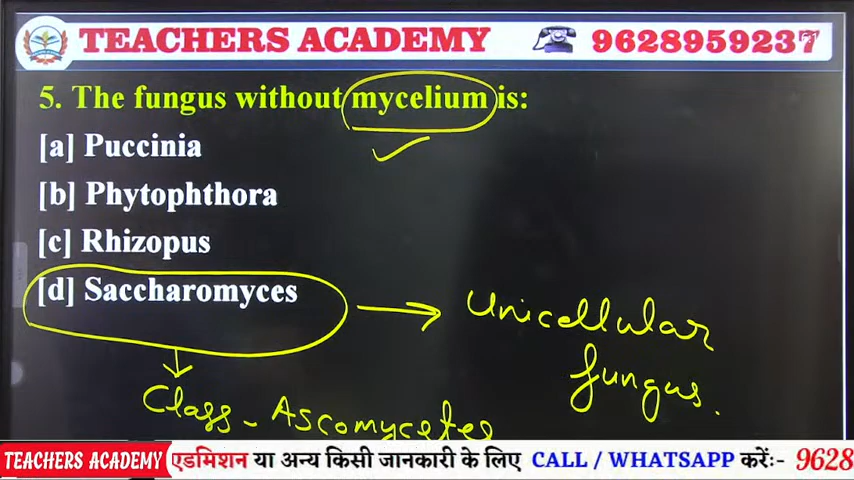 TEACHERS ACADEMY 9628959237
5. The fungus without mycelium is:
[a] Puccinia
[b] Phytophthora
[c] Rhizopus
[d] Saccharomyces
Unicellular
fungus.
Class - Ascomycetes
TEACHERS ACADEMY एडमिशन या अन्य किसी जानकारी के लिए CALL / WHATSAPP करें:- 9628